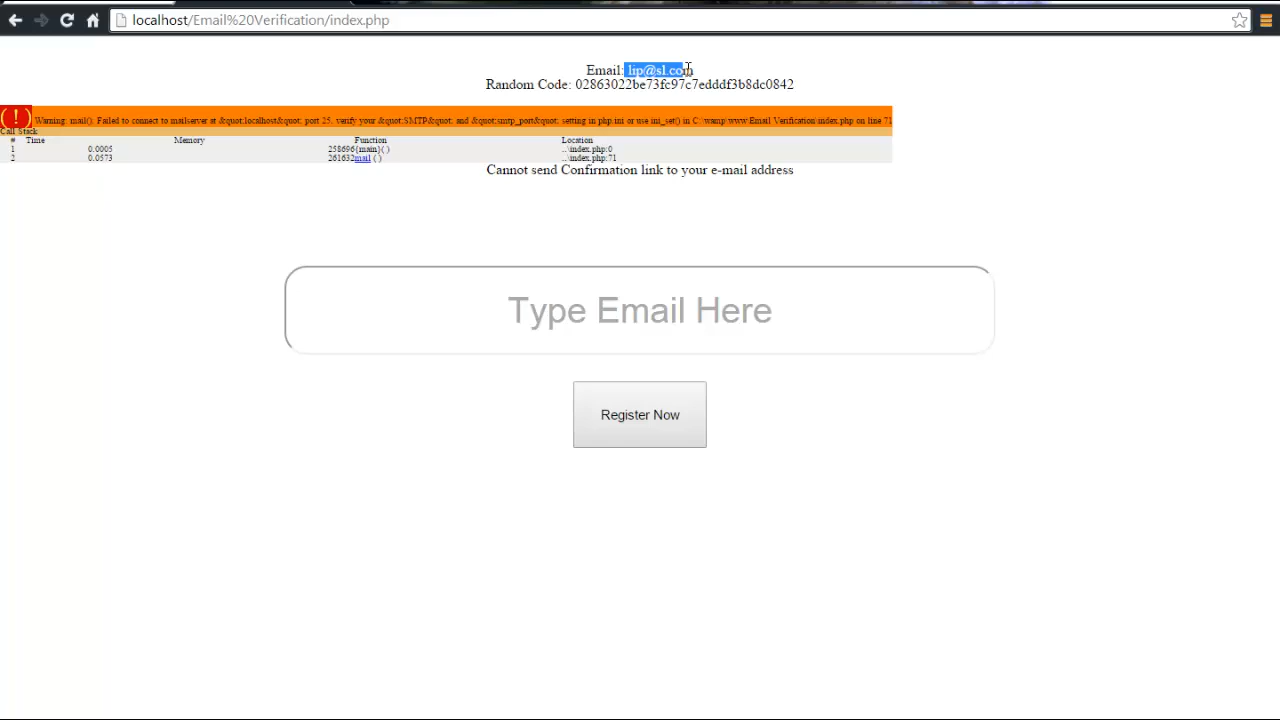 localhost/Email%20Verification/index.php
Email: lip@sl.com
Random Code: 02863022be73fc97c7edddf3b8dc0842
( ! ) Warning: mail(): Failed to connect to mailserver at &quot;localhost&quot; port 25, verify your &quot;SMTP&quot; and &quot;smtp_port&quot; setting in php.ini or use ini_set() in C:\wamp\www\Email Verification\index.php on line 71
Call Stack
# Time Memory Function Location
1 0.0005 258696 {main}( ) ..\index.php:0
2 0.0573 261632 mail ( ) ..\index.php:71
Cannot send Confirmation link to your e-mail address
Type Email Here
Register Now